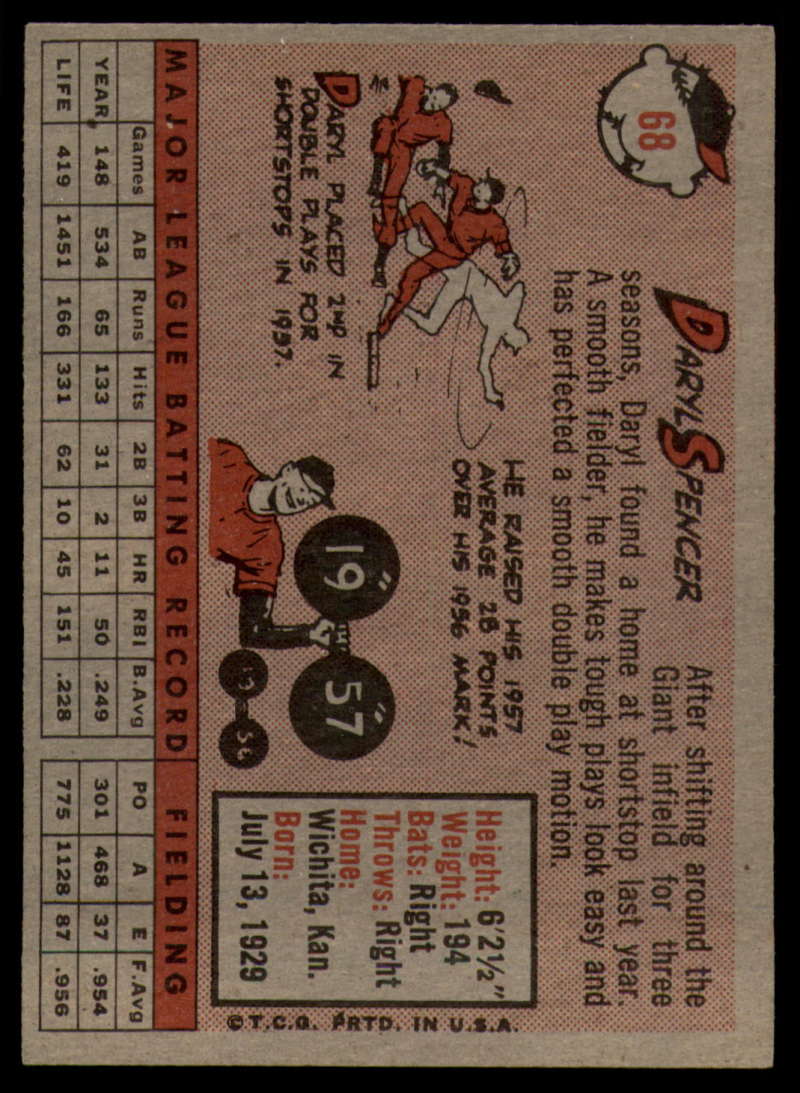 68
DARYL SPENCER
After shifting around the
Giant infield for three
seasons, Daryl found a home at shortstop last year.
A smooth fielder, he makes tough plays look easy and
has perfected a smooth double play motion.
DARYL PLACED 2ND IN
DOUBLE PLAYS FOR
SHORTSTOPS IN 1957.
HE RAISED HIS 1957
AVERAGE 28 POINTS
OVER HIS 1956 MARK!
19" 57"
19 56
Height: 6'2½"
Weight: 194
Bats: Right
Throws: Right
Home:
Wichita, Kan.
Born:
July 13, 1929
©T.C.G. PRTD. IN U.S.A.
MAJOR LEAGUE BATTING RECORD FIELDING
Games AB Runs Hits 2B 3B HR RBI B.Avg PO A E F.Avg
YEAR 148 534 65 133 31 2 11 50 .249 301 468 37 .954
LIFE 419 1451 166 331 62 10 45 151 .228 775 1128 87 .956